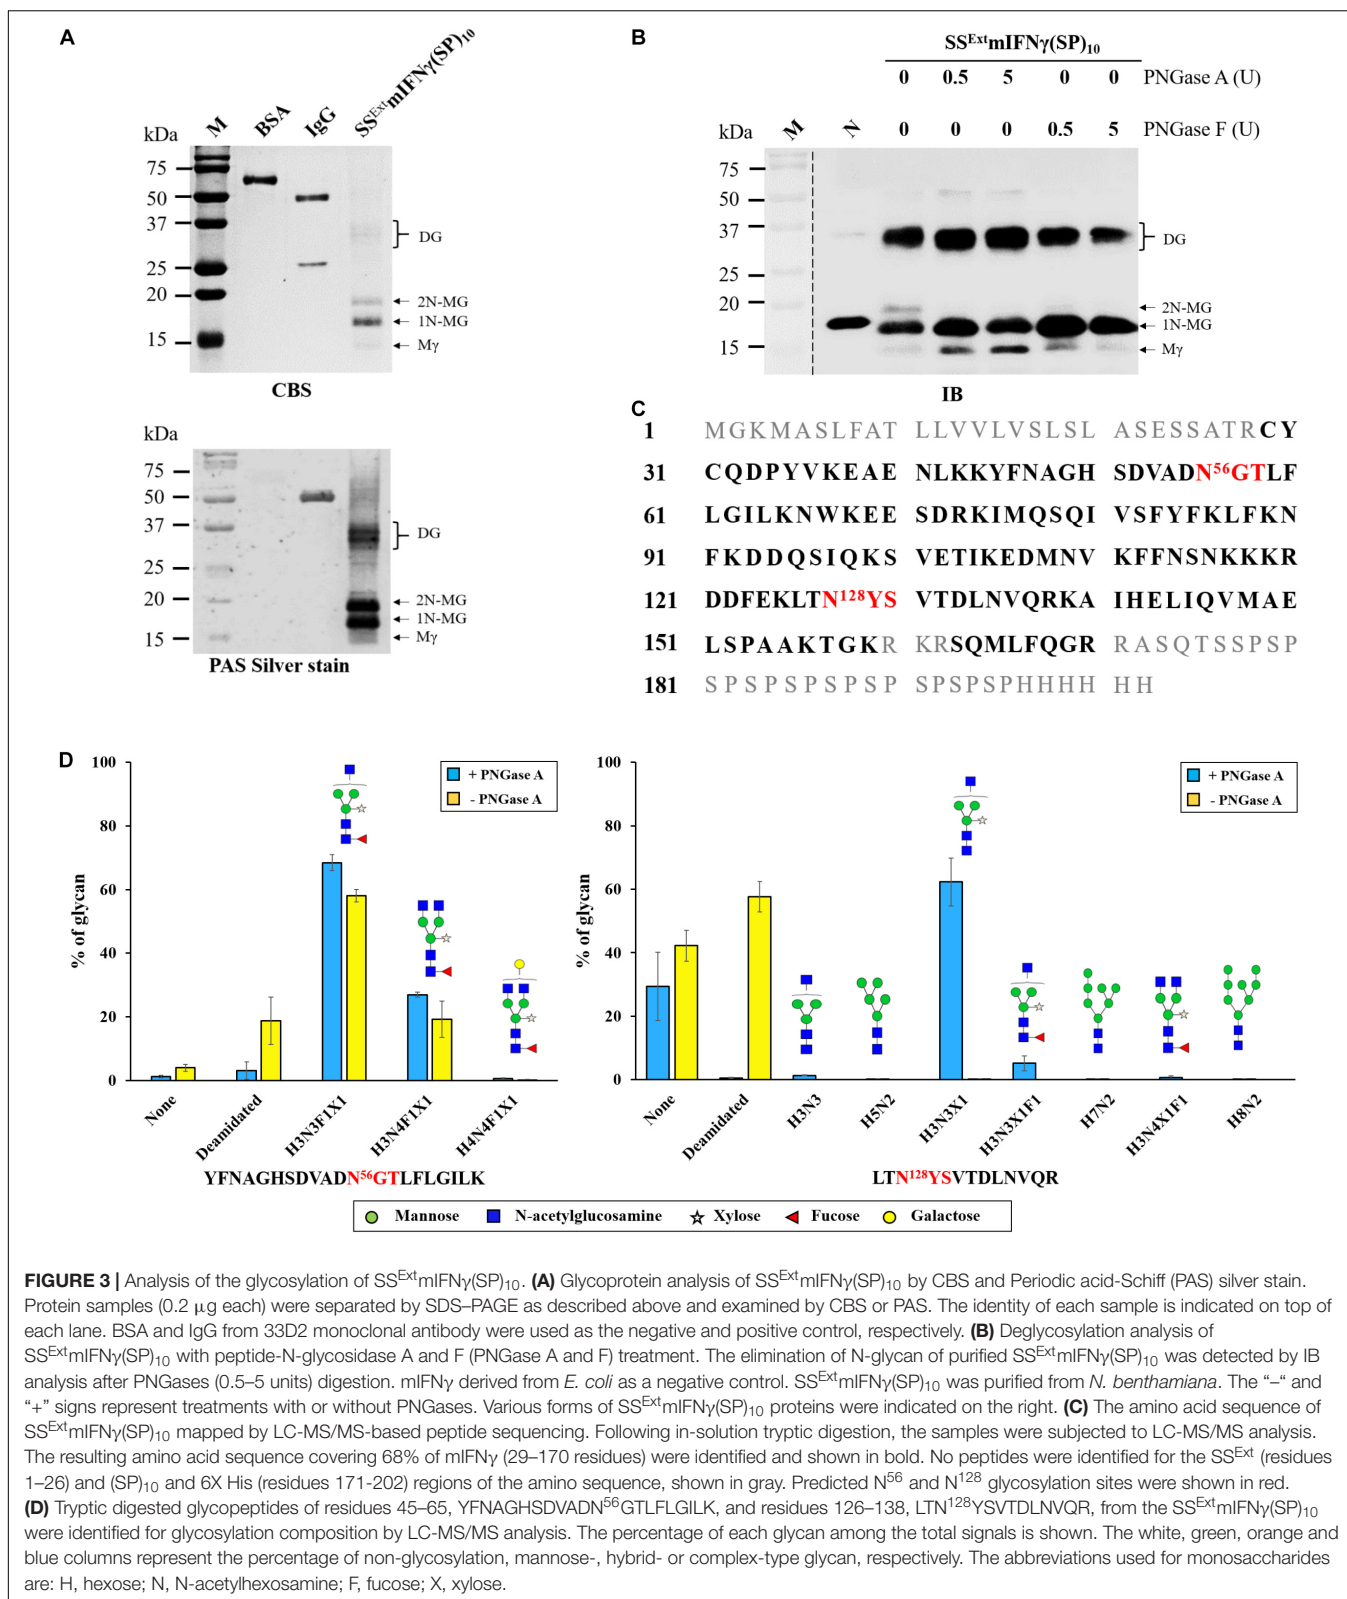 A
M
BSA
IgG
SS^Ext mIFNγ(SP)10
kDa
75
50
37
25
20
15
DG
2N-MG
1N-MG
Mγ
CBS
kDa
75
50
37
25
20
15
DG
2N-MG
1N-MG
Mγ
PAS Silver stain
B
SS^Ext mIFNγ(SP)10
0 0.5 5 0 0 PNGase A (U)
0 0 0 0.5 5 PNGase F (U)
kDa
M
N
75
50
37
25
20
15
DG
2N-MG
1N-MG
Mγ
IB
C
1 MGKMASLFAT LLVVLVSLSL ASESSATRCY
31 CQDPYVKEAE NLKKYFNAGH SDVADN56GTLF
61 LGILKNWKEE SDRKIMQSQI VSFYFKLFKN
91 FKDDQSIQKS VETIKEDMNV KFFNSNKKKR
121 DDFEKLTN128YS VTDLNVQRKA IHELIQVMAE
151 LSPAAKTGKR KRSQMLFQGR RASQTSSPSP
181 SPSPSPSPSP SPSPSPHHHH HH
D
100
80
60
40
20
0
% of glycan
+ PNGase A
- PNGase A
None
Deamidated
H3N3F1X1
H3N4F1X1
H4N4F1X1
YFNAGHSDVADN56GTLFLGILK
100
80
60
40
20
0
% of glycan
+ PNGase A
- PNGase A
None
Deamidated
H3N3
H5N2
H3N3X1
H3N3X1F1
H7N2
H3N4X1F1
H8N2
LTN128YSVTDLNVQR
Mannose N-acetylglucosamine Xylose Fucose Galactose
FIGURE 3 | Analysis of the glycosylation of SS^Ext mIFNγ(SP)10. (A) Glycoprotein analysis of SS^Ext mIFNγ(SP)10 by CBS and Periodic acid-Schiff (PAS) silver stain.
Protein samples (0.2 μg each) were separated by SDS–PAGE as described above and examined by CBS or PAS. The identity of each sample is indicated on top of
each lane. BSA and IgG from 33D2 monoclonal antibody were used as the negative and positive control, respectively. (B) Deglycosylation analysis of
SS^Ext mIFNγ(SP)10 with peptide-N-glycosidase A and F (PNGase A and F) treatment. The elimination of N-glycan of purified SS^Ext mIFNγ(SP)10 was detected by IB
analysis after PNGases (0.5–5 units) digestion. mIFNγ derived from E. coli as a negative control. SS^Ext mIFNγ(SP)10 was purified from N. benthamiana. The "–" and
"+" signs represent treatments with or without PNGases. Various forms of SS^Ext mIFNγ(SP)10 proteins were indicated on the right. (C) The amino acid sequence of
SS^Ext mIFNγ(SP)10 mapped by LC-MS/MS-based peptide sequencing. Following in-solution tryptic digestion, the samples were subjected to LC-MS/MS analysis.
The resulting amino acid sequence covering 68% of mIFNγ (29–170 residues) were identified and shown in bold. No peptides were identified for the SS^Ext (residues
1–26) and (SP)10 and 6X His (residues 171-202) regions of the amino sequence, shown in gray. Predicted N56 and N128 glycosylation sites were shown in red.
(D) Tryptic digested glycopeptides of residues 45–65, YFNAGHSDVADN56GTLFLGILK, and residues 126–138, LTN128YSVTDLNVQR, from the SS^Ext mIFNγ(SP)10
were identified for glycosylation composition by LC-MS/MS analysis. The percentage of each glycan among the total signals is shown. The white, green, orange and
blue columns represent the percentage of non-glycosylation, mannose-, hybrid- or complex-type glycan, respectively. The abbreviations used for monosaccharides
are: H, hexose; N, N-acetylhexosamine; F, fucose; X, xylose.